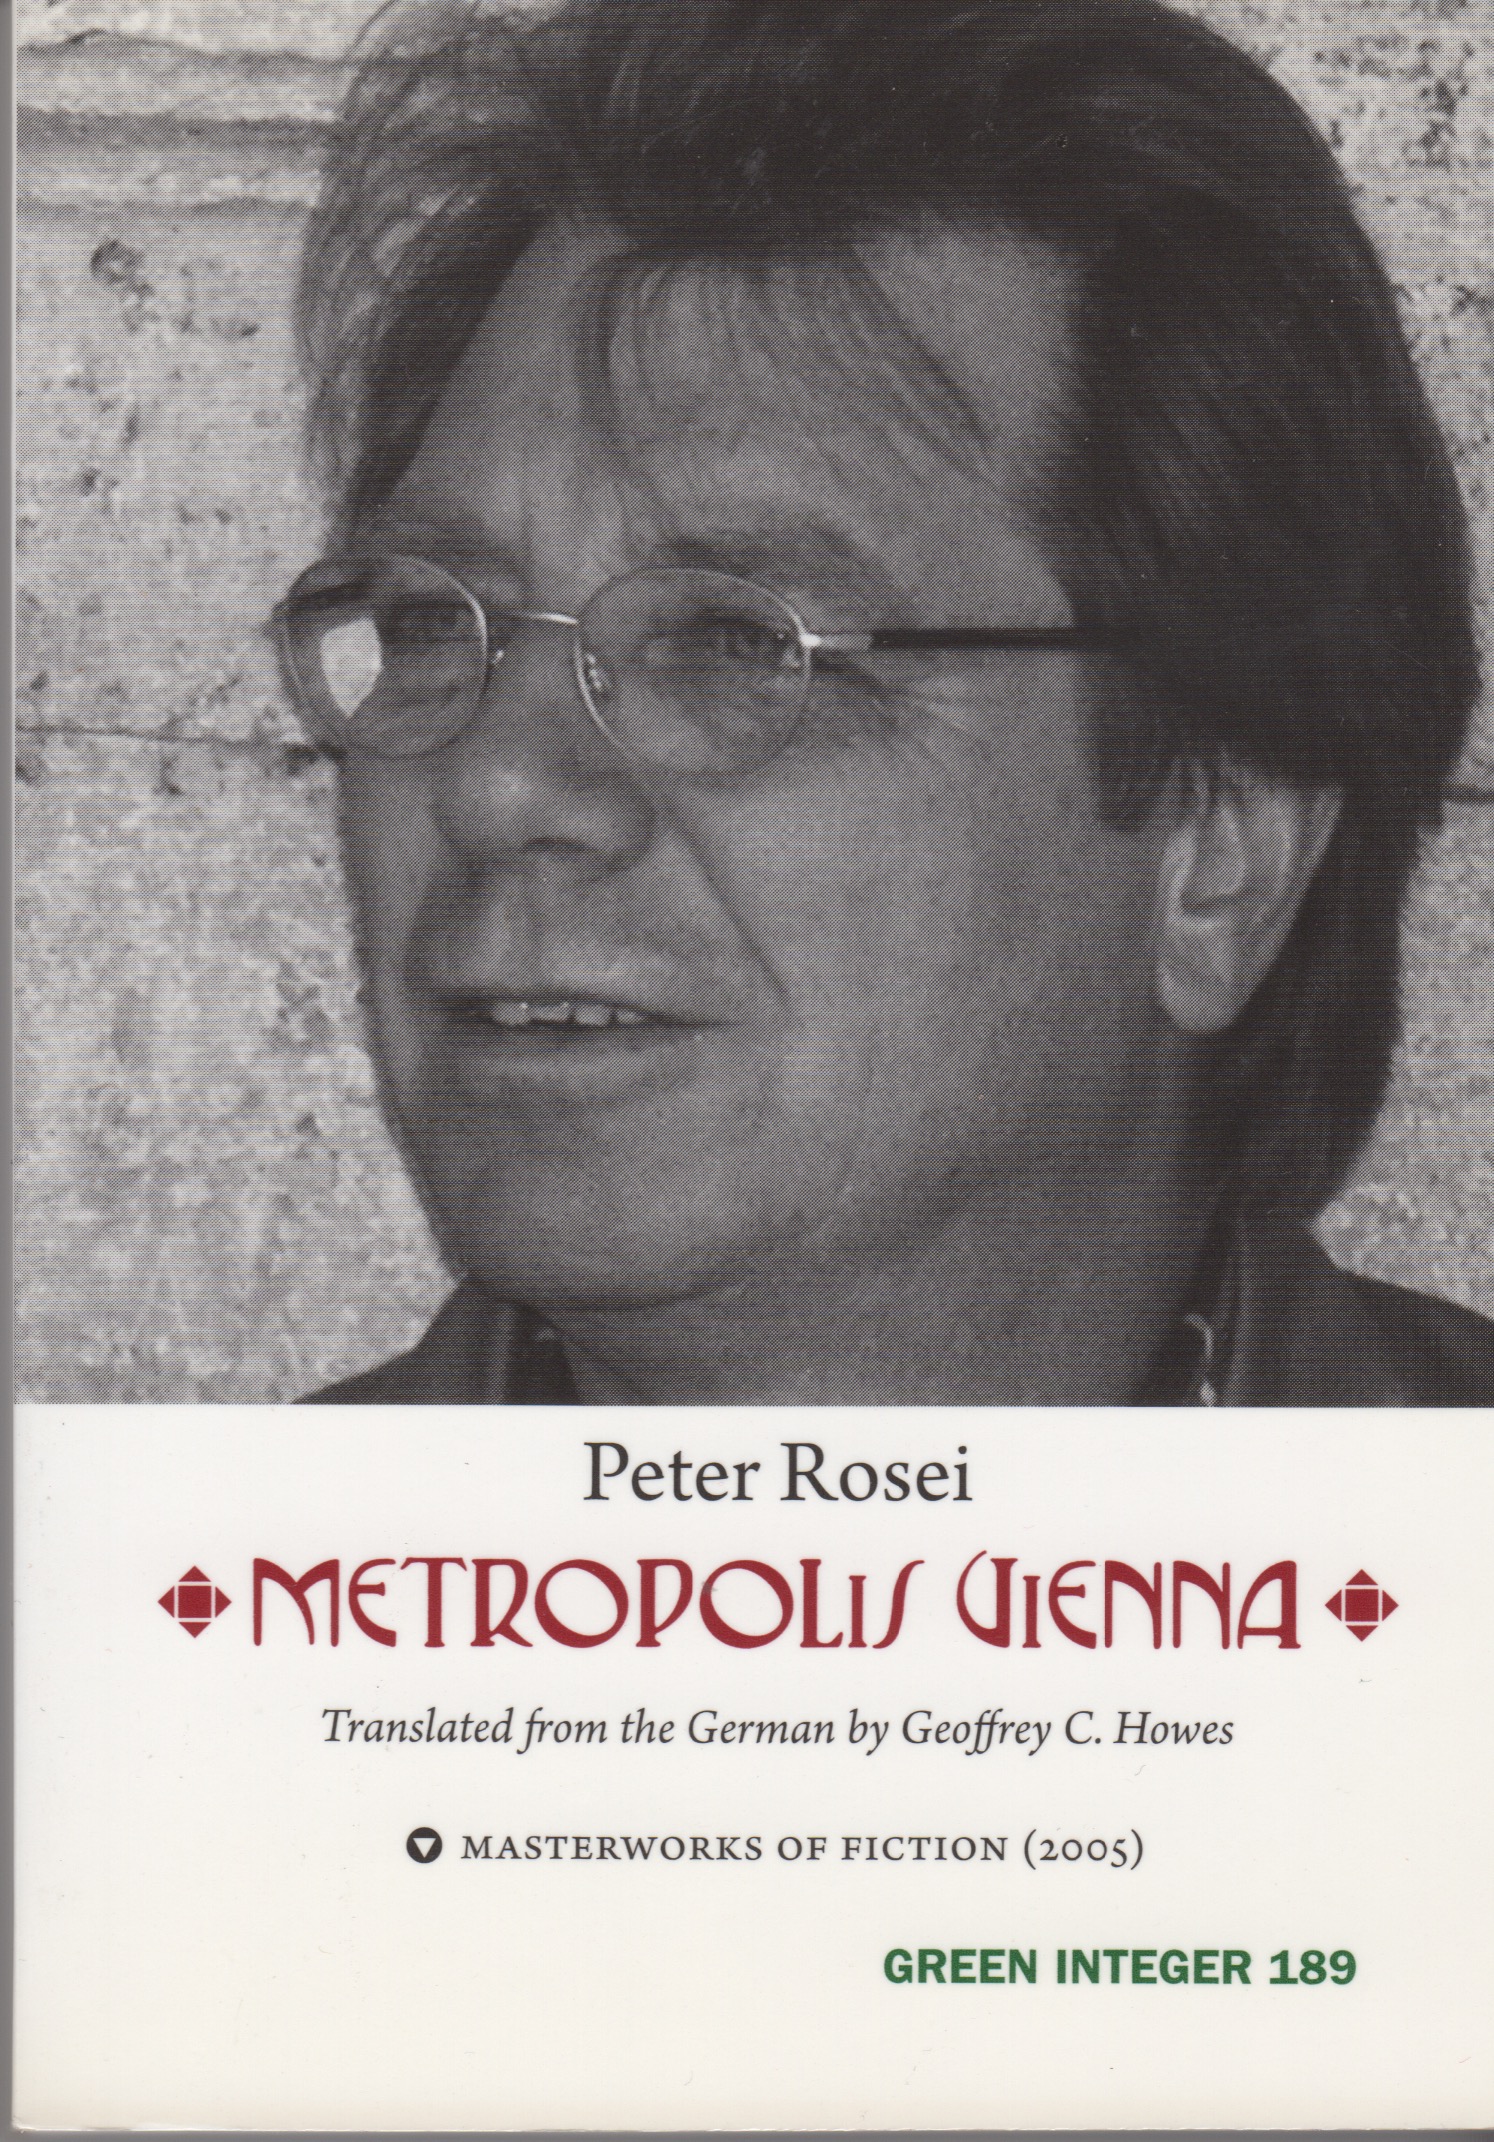 Peter Rosei
METROPOLIS VIENNA
Translated from the German by Geoffrey C. Howes
MASTERWORKS OF FICTION (2005)
GREEN INTEGER 189